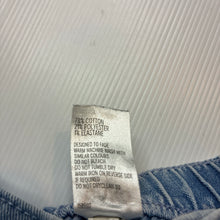 78% COTTON
21% POLYESTER
1% ELASTANE
DESIGNED TO FADE
WARM MACHINE WASH WITH
SIMILAR COLOURS
DO NOT BLEACH
DO NOT TUMBLE DRY
WARM IRON ON REVERSE SIDE
IF REQUIRED
DO NOT DRYCLEAN